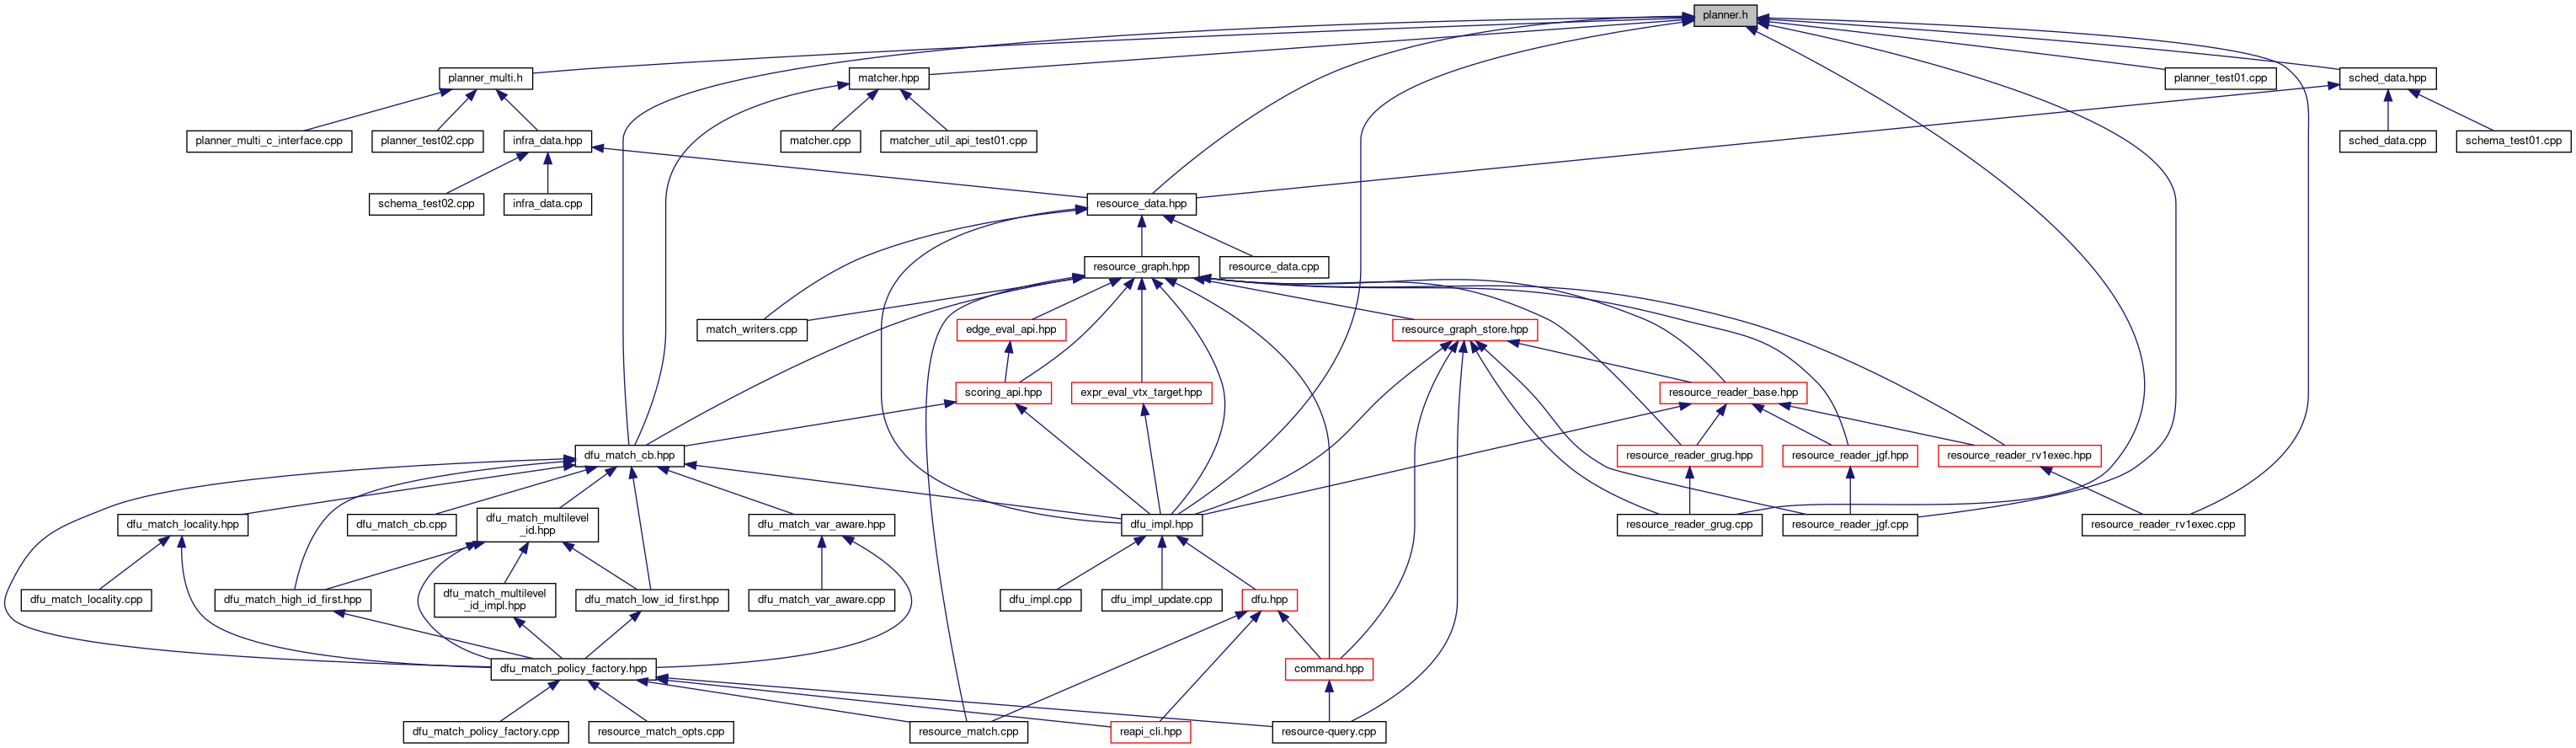 planner.h
planner_multi.h
matcher.hpp
planner_test01.cpp
sched_data.hpp
planner_multi_c_interface.cpp
planner_test02.cpp
infra_data.hpp
matcher.cpp
matcher_util_api_test01.cpp
sched_data.cpp
schema_test01.cpp
schema_test02.cpp
infra_data.cpp
resource_data.hpp
resource_graph.hpp
resource_data.cpp
match_writers.cpp
edge_eval_api.hpp
resource_graph_store.hpp
scoring_api.hpp
expr_eval_vtx_target.hpp
resource_reader_base.hpp
dfu_match_cb.hpp
resource_reader_grug.hpp
resource_reader_jgf.hpp
resource_reader_rv1exec.hpp
dfu_match_locality.hpp
dfu_match_cb.cpp
dfu_match_multilevel
_id.hpp
dfu_match_var_aware.hpp
dfu_impl.hpp
resource_reader_grug.cpp
resource_reader_jgf.cpp
resource_reader_rv1exec.cpp
dfu_match_locality.cpp
dfu_match_high_id_first.hpp
dfu_match_multilevel
_id_impl.hpp
dfu_match_low_id_first.hpp
dfu_match_var_aware.cpp
dfu_impl.cpp
dfu_impl_update.cpp
dfu.hpp
dfu_match_policy_factory.hpp
command.hpp
dfu_match_policy_factory.cpp
resource_match_opts.cpp
resource_match.cpp
reapi_cli.hpp
resource-query.cpp